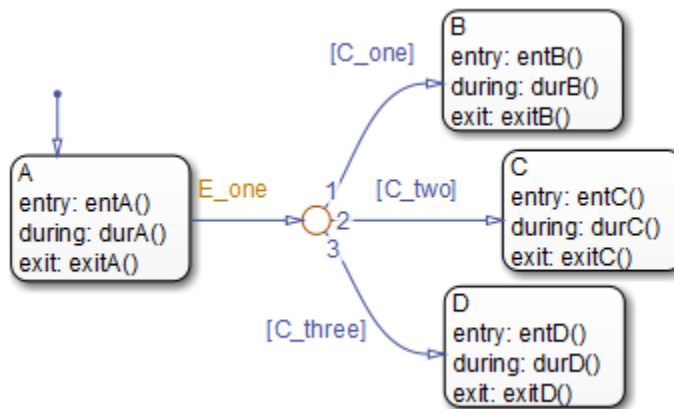 B
entry: entB()
during: durB()
exit: exitB()
[C_one]
A
entry: entA()
during: durA()
exit: exitA()
E_one
1
2
3
[C_two]
C
entry: entC()
during: durC()
exit: exitC()
[C_three]
D
entry: entD()
during: durD()
exit: exitD()